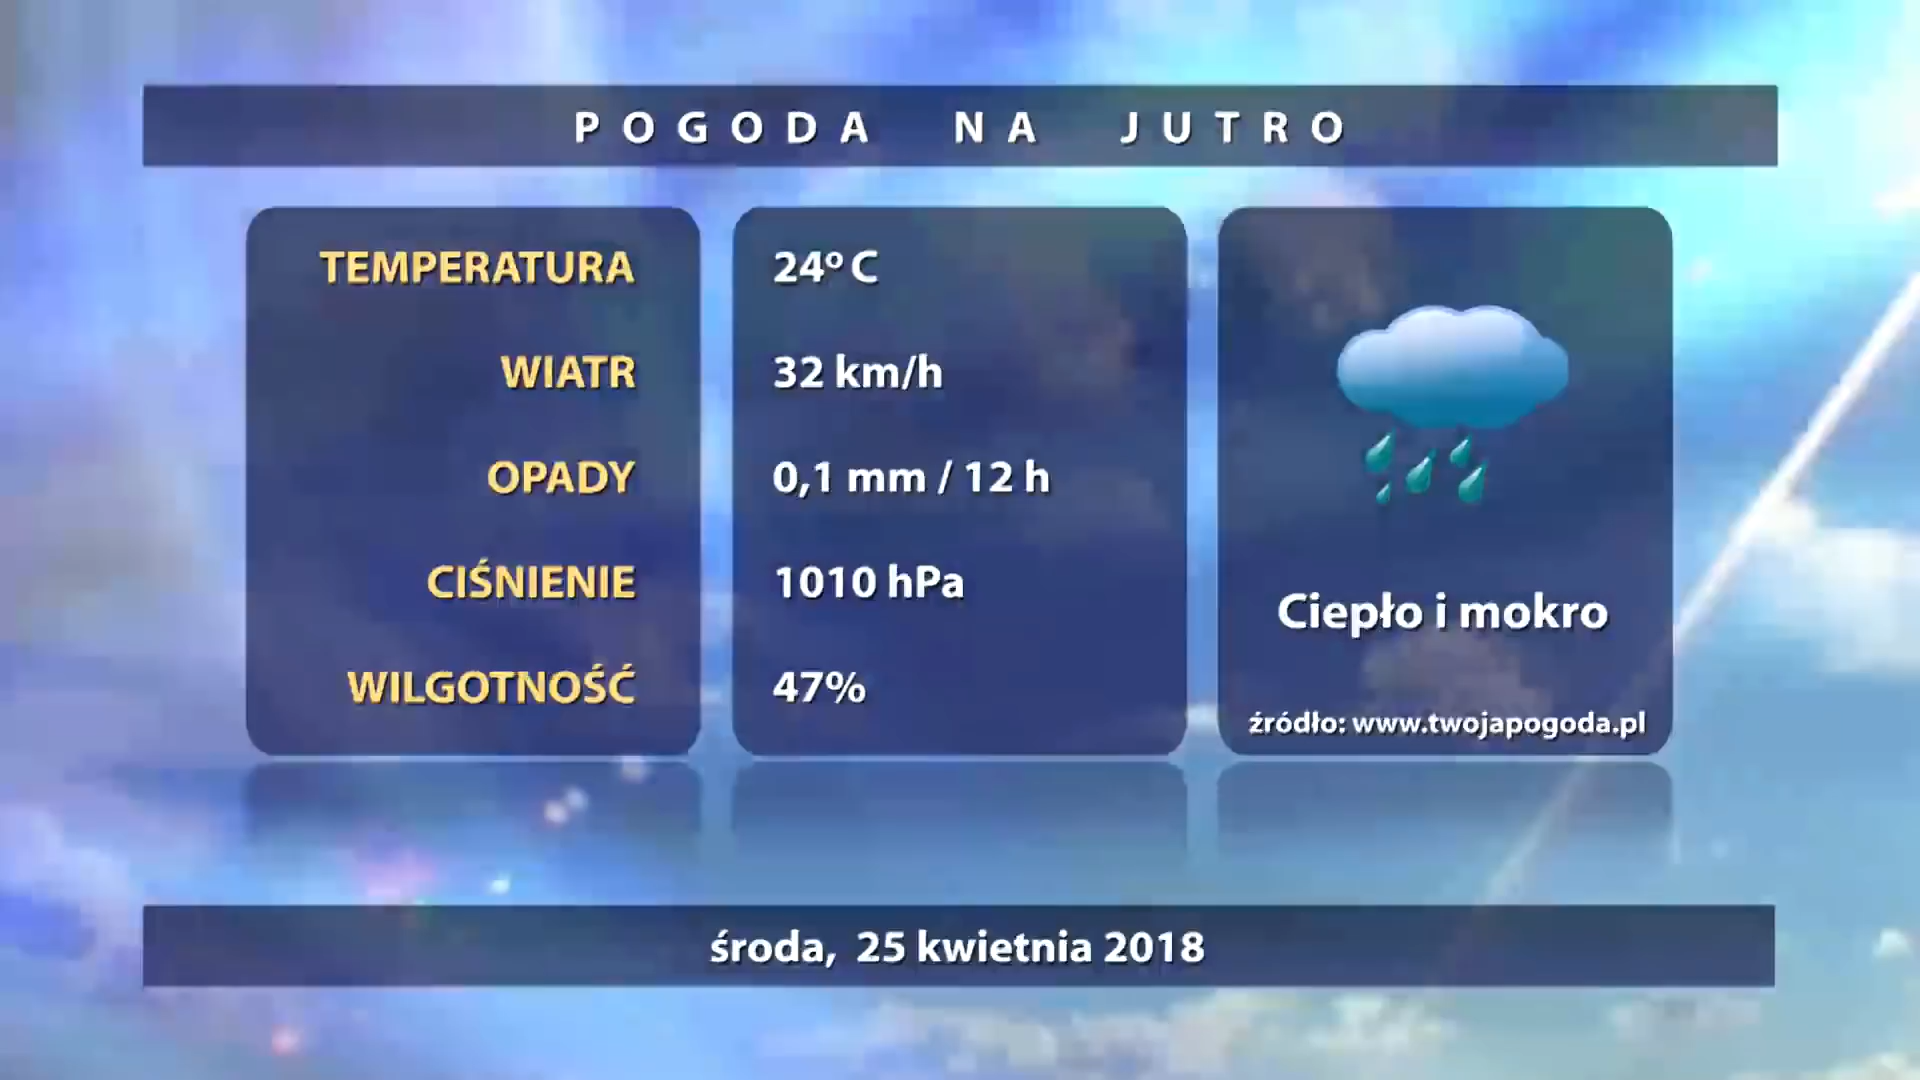 POGODA NA JUTRO
TEMPERATURA 24º C
WIATR 32 km/h
OPADY 0,1 mm / 12 h
CIŚNIENIE 1010 hPa
WILGOTNOŚĆ 47%
Ciepło i mokro
źródło: www.twojapogoda.pl
środa, 25 kwietnia 2018